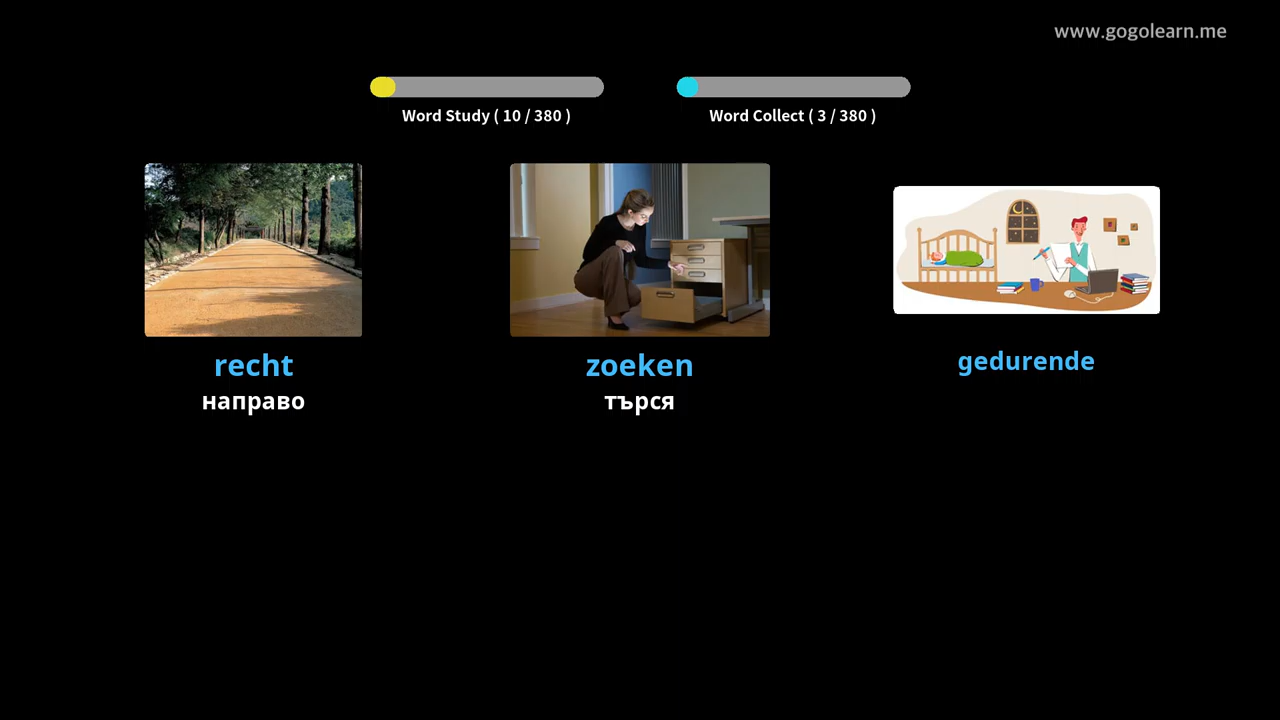 www.gogolearn.me
Word Study ( 10 / 380 )
Word Collect ( 3 / 380 )
recht
направо
zoeken
търся
gedurende